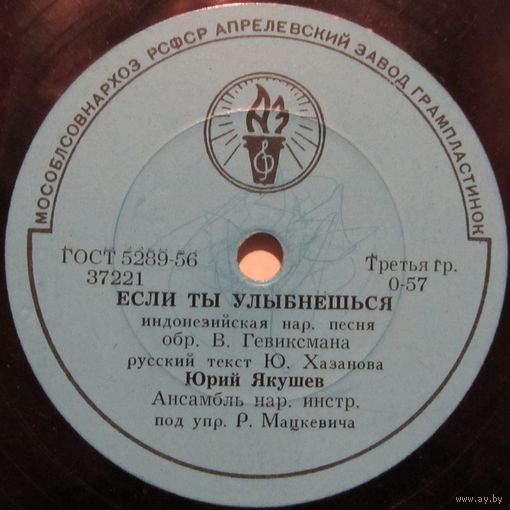 МОСОБЛСОВНАРХОЗ РСФСР АПРЕЛЕВСКИЙ ЗАВОД ГРАМПЛАСТИНОК
ГОСТ 5289-56
37221
Третья гр.
0-57
ЕСЛИ ТЫ УЛЫБНЕШЬСЯ
индонезийская нар. песня
обр. В. Гевиксмана
русский текст Ю. Хазанова
Юрий Якушев
Ансамбль нар. инстр.
под упр. Р. Мацкевича
www.ay.by